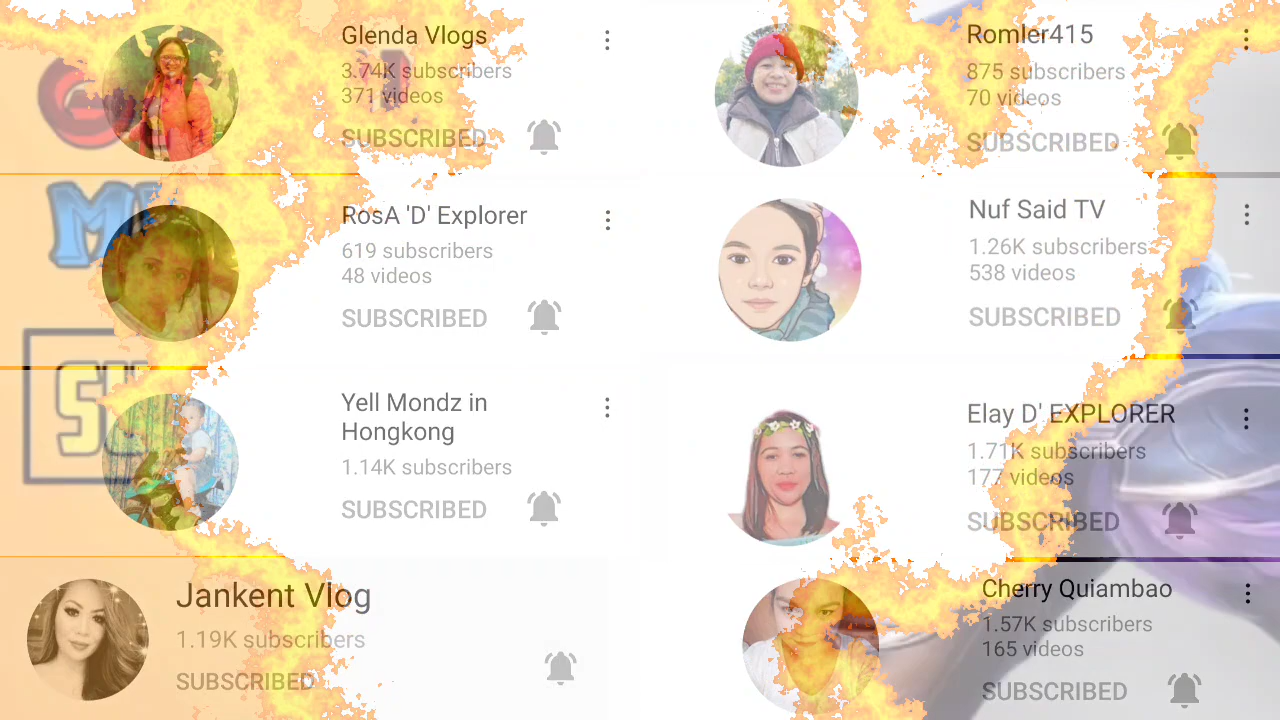 Glenda Vlogs
3.74K subscribers
371 videos
SUBSCRIBED
RosA 'D' Explorer
619 subscribers
48 videos
SUBSCRIBED
Yell Mondz in
Hongkong
1.14K subscribers
SUBSCRIBED
Jankent Vlog
1.19K subscribers
SUBSCRIBED
Romler415
875 subscribers
70 videos
SUBSCRIBED
Nuf Said TV
1.26K subscribers
538 videos
SUBSCRIBED
Elay D' EXPLORER
1.71K subscribers
177 videos
SUBSCRIBED
Cherry Quiambao
1.57K subscribers
165 videos
SUBSCRIBED